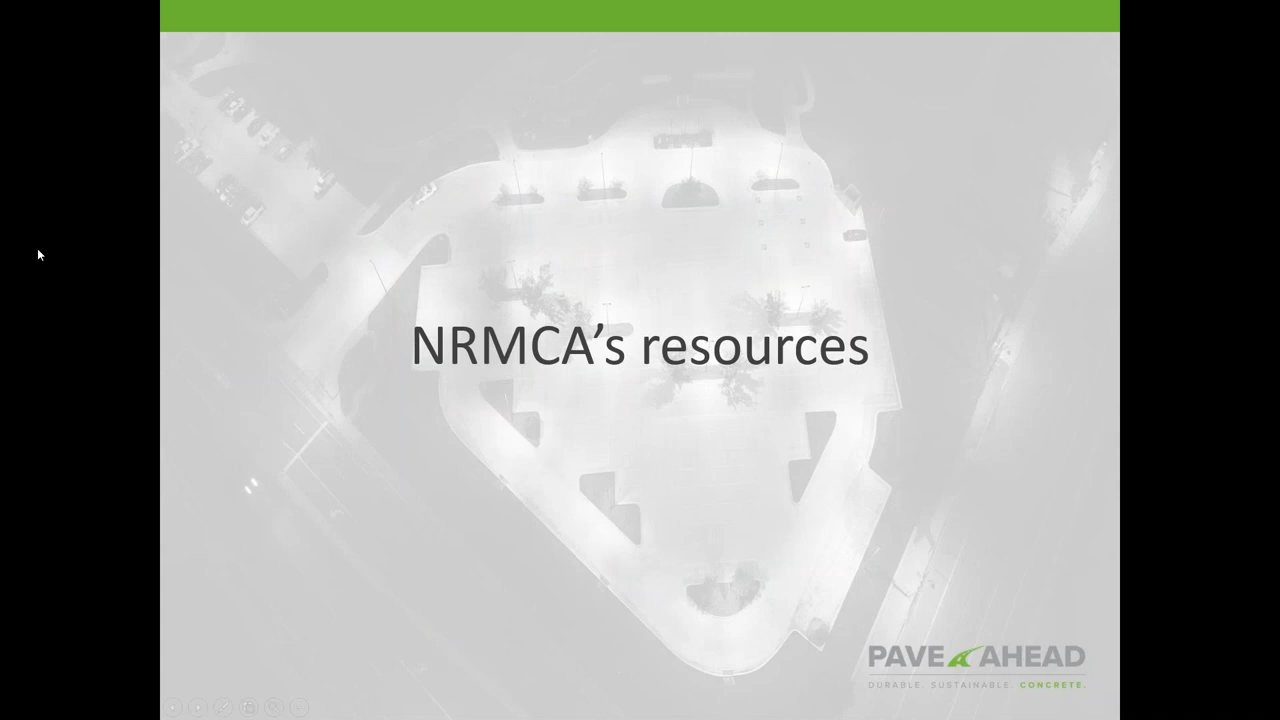 NRMCA’s resources
PAVE AHEAD
DURABLE. SUSTAINABLE. CONCRETE.